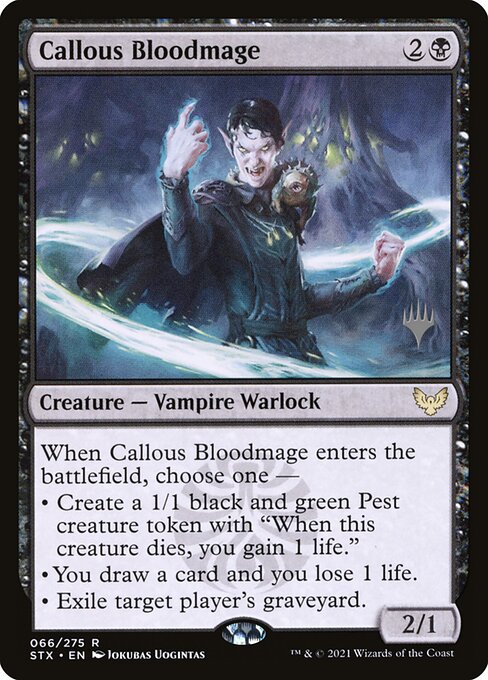 Callous Bloodmage 2
Creature — Vampire Warlock
When Callous Bloodmage enters the
battlefield, choose one —
• Create a 1/1 black and green Pest
creature token with “When this
creature dies, you gain 1 life.”
• You draw a card and you lose 1 life.
• Exile target player's graveyard.
2/1
066/275 R
STX • EN Jokubas Uogintas
™ & © 2021 Wizards of the Coast